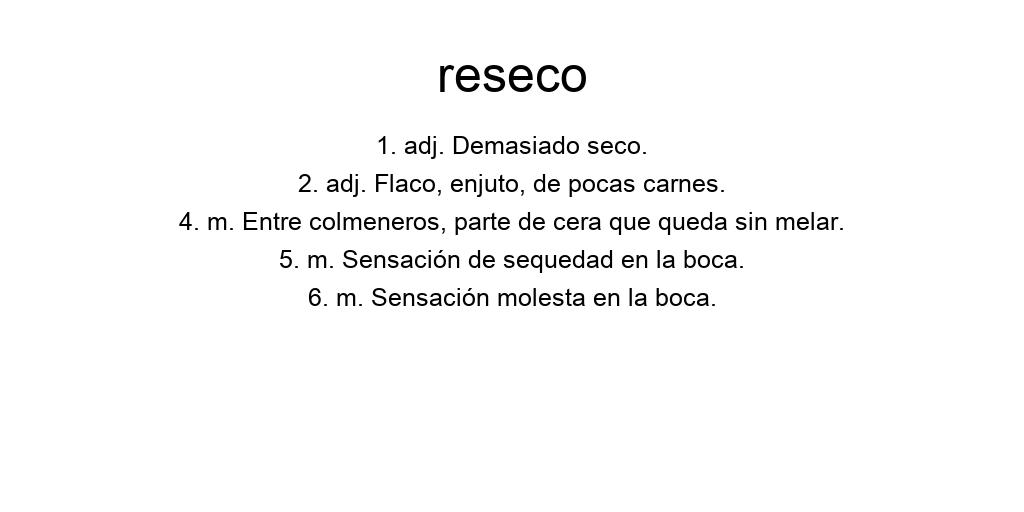 reseco
1. adj. Demasiado seco.
2. adj. Flaco, enjuto, de pocas carnes.
4. m. Entre colmeneros, parte de cera que queda sin melar.
5. m. Sensación de sequedad en la boca.
6. m. Sensación molesta en la boca.